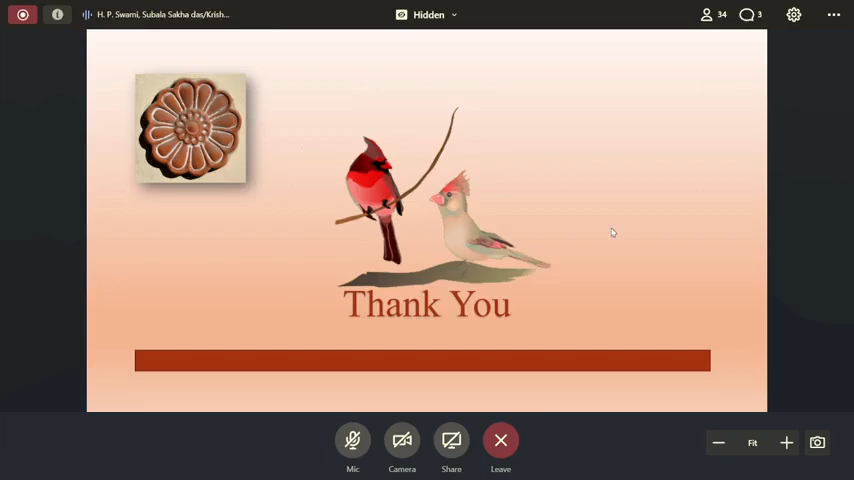 H. P. Swami, Subala Sakha das/Krish...
Hidden
34
3
Thank You
Mic
Camera
Share
Leave
Fit